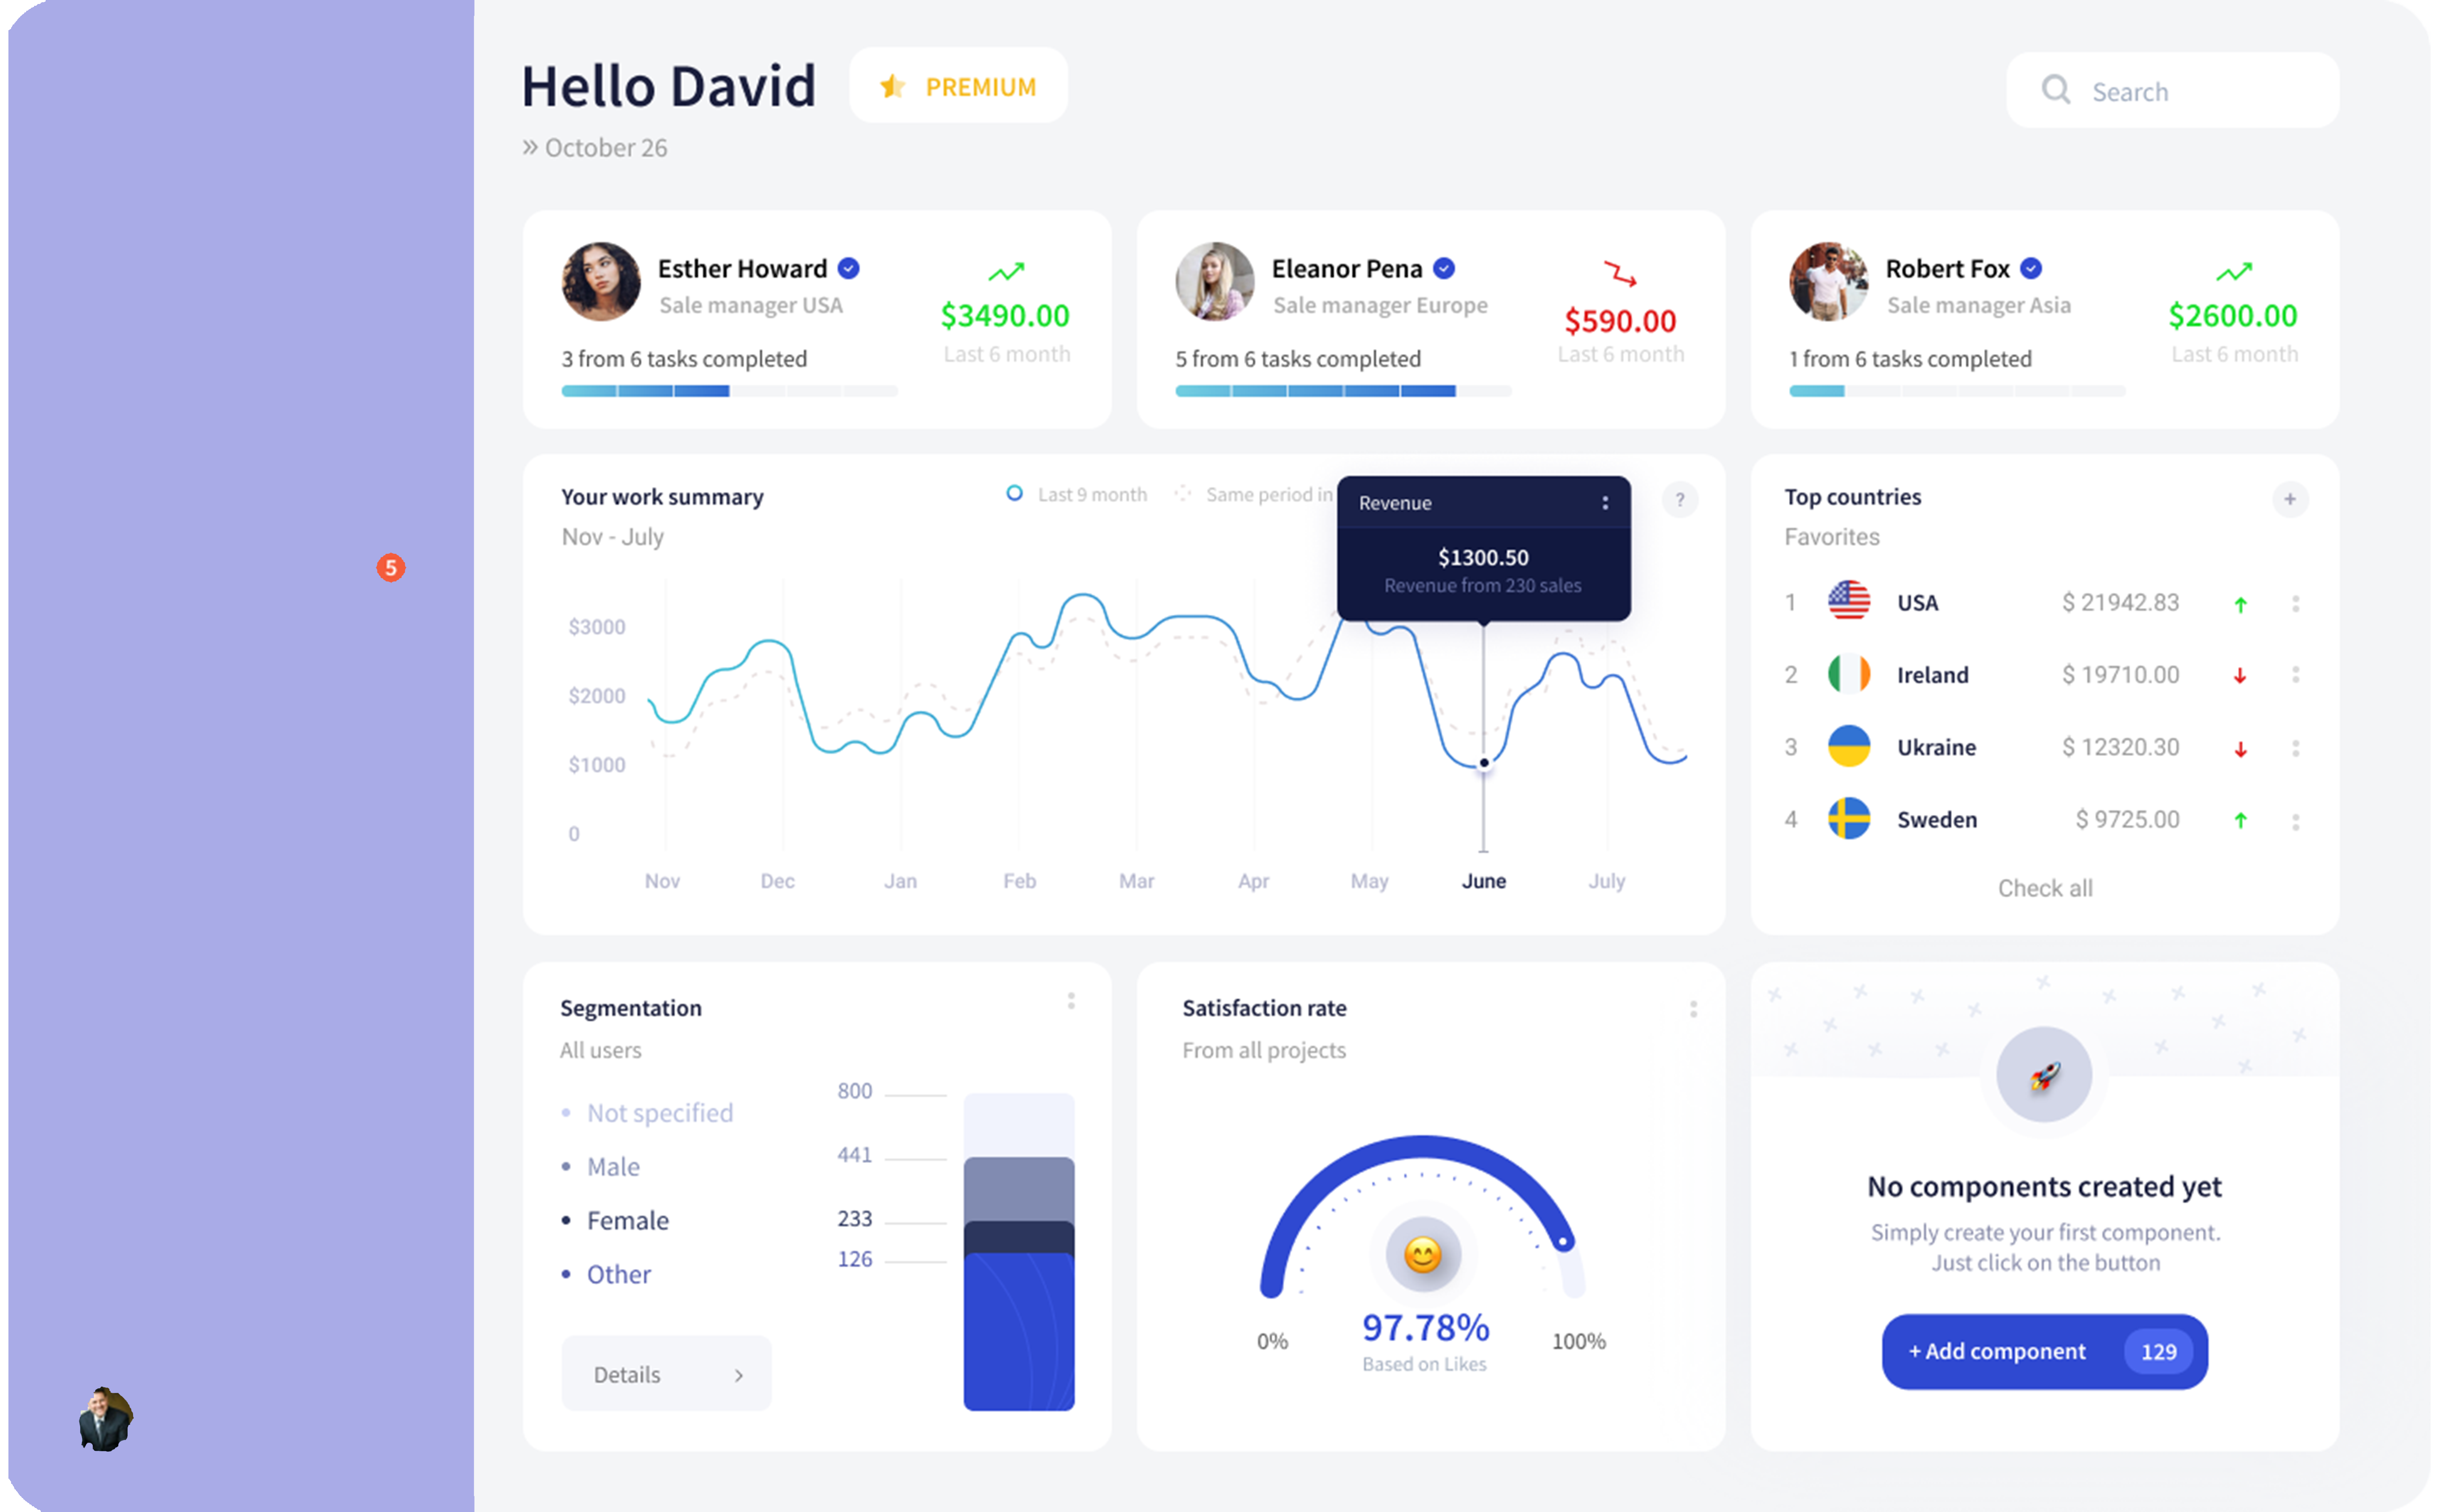 Hello David
PREMIUM
Search
» October 26
5
Esther Howard
Sale manager USA
$3490.00
Last 6 month
3 from 6 tasks completed
Eleanor Pena
Sale manager Europe
$590.00
Last 6 month
5 from 6 tasks completed
Robert Fox
Sale manager Asia
$2600.00
Last 6 month
1 from 6 tasks completed
Your work summary
Nov - July
Last 9 month
Same period in
Revenue
$1300.50
Revenue from 230 sales
?
$3000
$2000
$1000
0
Nov Dec Jan Feb Mar Apr May June July
Top countries
+
Favorites
1 USA $ 21942.83
2 Ireland $ 19710.00
3 Ukraine $ 12320.30
4 Sweden $ 9725.00
Check all
Segmentation
All users
Not specified
Male
Female
Other
800
441
233
126
Details
Satisfaction rate
From all projects
97.78%
0%
100%
Based on Likes
No components created yet
Simply create your first component.
Just click on the button
+ Add component 129